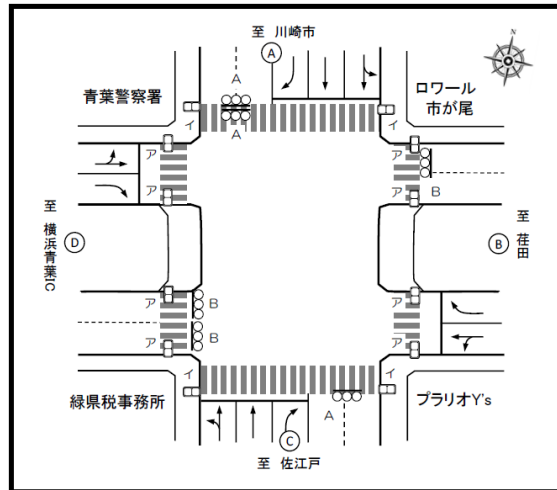 至 川崎市
A
青葉警察署
ロワール
市が尾
A
A
イ
イ
ア
ア
ア
ア
B
至 横浜青葉IC
D
至 荏田
B
ア
ア
B
B
ア
ア
イ
イ
緑県税事務所
プラリオY's
A
C
至 佐江戸